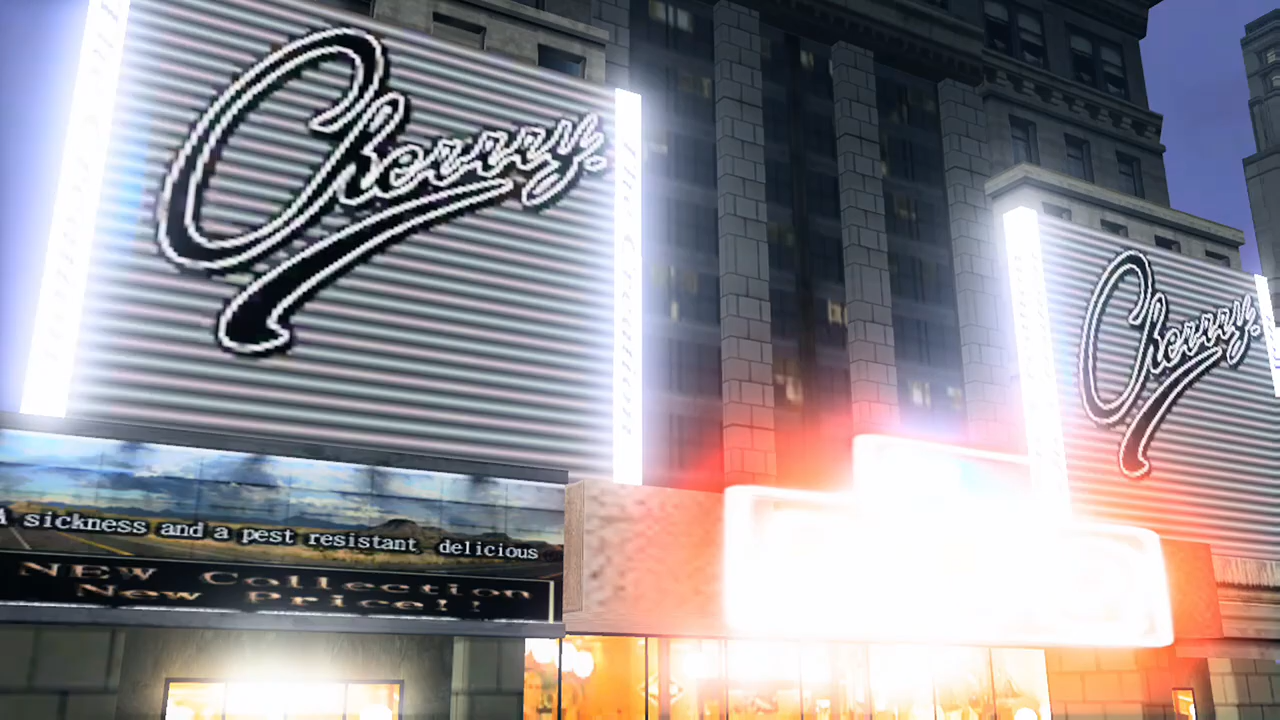 Cherry.
A sickness and a pest resistant delicious
NEW Collection
New Price!!
Cherry.